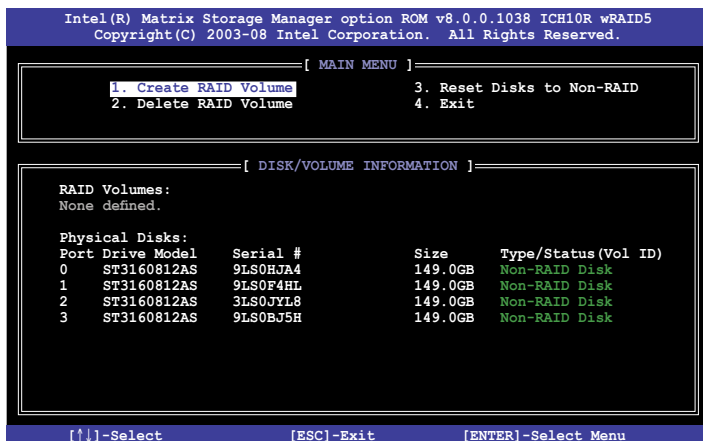 Intel(R) Matrix Storage Manager option ROM v8.0.0.1038 ICH10R wRAID5
Copyright(C) 2003-08 Intel Corporation. All Rights Reserved.
[ MAIN MENU ]
1. Create RAID Volume 3. Reset Disks to Non-RAID
2. Delete RAID Volume 4. Exit
[ DISK/VOLUME INFORMATION ]
RAID Volumes:
None defined.
Physical Disks:
Port Drive Model Serial # Size Type/Status(Vol ID)
0 ST3160812AS 9LS0HJA4 149.0GB Non-RAID Disk
1 ST3160812AS 9LS0F4HL 149.0GB Non-RAID Disk
2 ST3160812AS 3LS0JYL8 149.0GB Non-RAID Disk
3 ST3160812AS 9LS0BJ5H 149.0GB Non-RAID Disk
[↑↓]-Select [ESC]-Exit [ENTER]-Select Menu